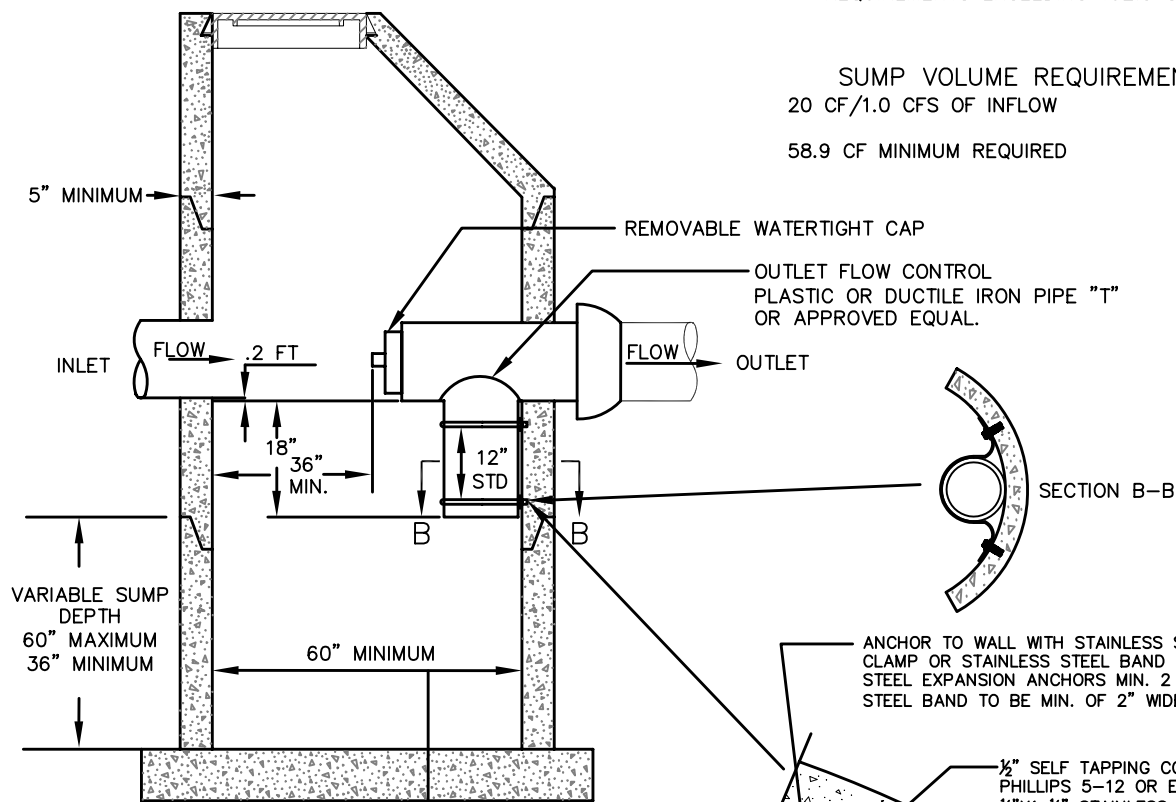 SUMP VOLUME REQUIREMEN
20 CF/1.0 CFS OF INFLOW
58.9 CF MINIMUM REQUIRED
5" MINIMUM
REMOVABLE WATERTIGHT CAP
OUTLET FLOW CONTROL
PLASTIC OR DUCTILE IRON PIPE "T"
OR APPROVED EQUAL.
INLET
FLOW
.2 FT
FLOW
OUTLET
18"
36"
MIN.
12"
STD
B
B
SECTION B-B
VARIABLE SUMP
DEPTH
60" MAXIMUM
36" MINIMUM
60" MINIMUM
ANCHOR TO WALL WITH STAINLESS S
CLAMP OR STAINLESS STEEL BAND
STEEL EXPANSION ANCHORS MIN. 2
STEEL BAND TO BE MIN. OF 2" WIDE
½" SELF TAPPING CO
PHILLIPS 5-12 OR